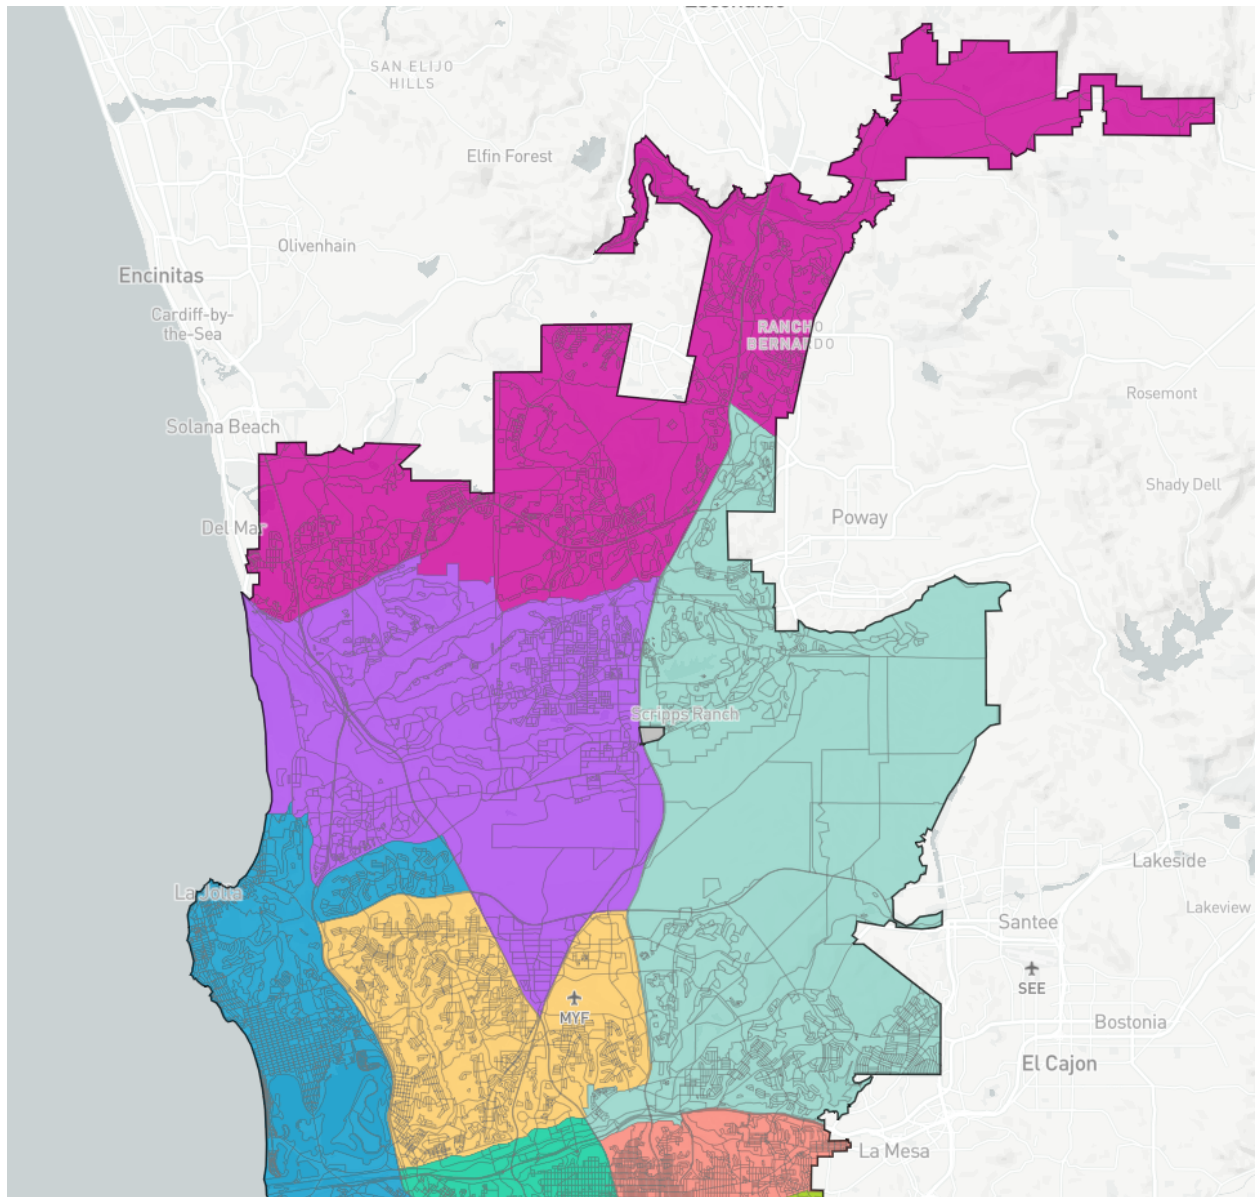 SAN ELIJO
HILLS
Elfin Forest
Olivenhain
Encinitas
Cardiff-by-
the-Sea
RANCHO
BERNARDO
Rosemont
Solana Beach
Shady Dell
Poway
Del Mar
Scripps Ranch
Lakeside
La Jolla
Lakeview
Santee
SEE
MYF
Bostonia
El Cajon
La Mesa